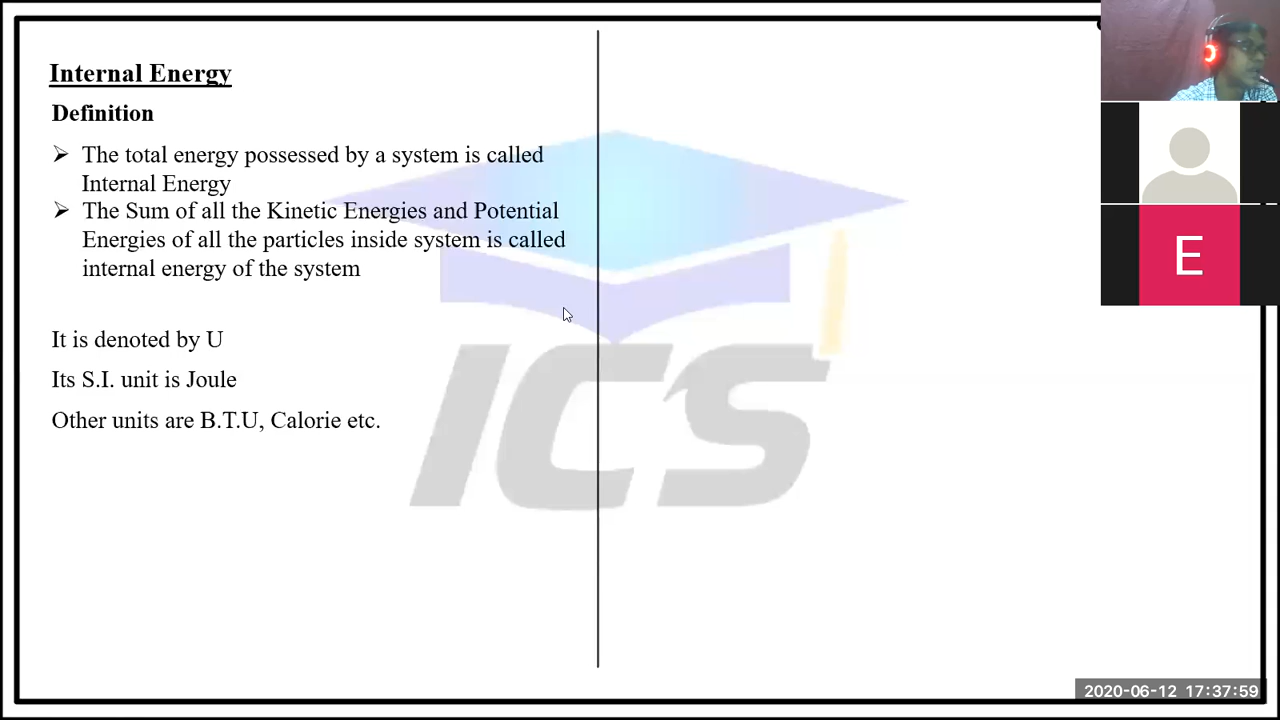 Internal Energy
Definition
➢ The total energy possessed by a system is called
Internal Energy
➢ The Sum of all the Kinetic Energies and Potential
Energies of all the particles inside system is called
internal energy of the system
It is denoted by U
Its S.I. unit is Joule
Other units are B.T.U, Calorie etc.
ICS
E
2020-06-12 17:37:59